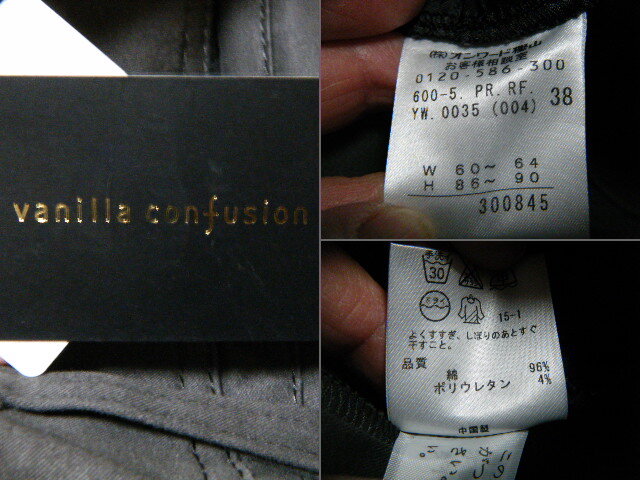 vanilla confusion
(株)オンワード樫山
お客様相談室
0120-586-300
600-5. PR. RF.
YW. 0035 (004) 38
W 60～ 64
H 86～ 90
300845
30
15-1
よくすすぎ、しぼりのあとすぐ
干すこと。
品質
綿 96%
ポリウレタン 4%
中国製